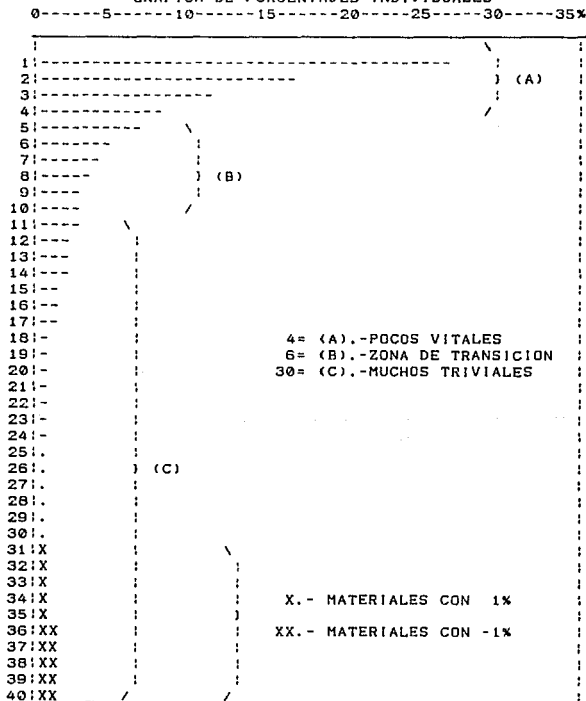 GRAFICA DE PORCENTAJES INDIVIDUALES
0------5-----10------15-----20-----25------30-----35%
1¦-----------------------------------
2¦---------------------- (A)
3¦---------------
4¦-----------
5¦---------
6¦------
7¦-----
8¦---- (B)
9¦----
10¦----
11¦----
12¦---
13¦---
14¦---
15¦--
16¦--
17¦--
18¦- 4= (A).-POCOS VITALES
19¦- 6= (B).-ZONA DE TRANSICION
20¦- 30= (C).-MUCHOS TRIVIALES
21¦-
22¦-
23¦-
24¦-
25¦.
26¦. (C)
27¦.
28¦.
29¦.
30¦.
31¦X
32¦X
33¦X
34¦X X.- MATERIALES CON 1%
35¦X
36¦XX XX.- MATERIALES CON -1%
37¦XX
38¦XX
39¦XX
40¦XX